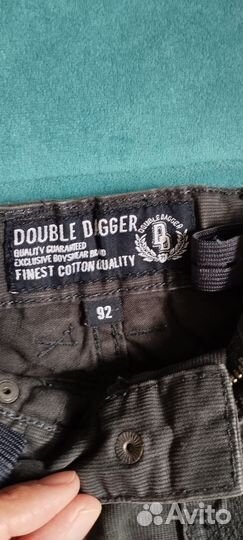 DOUBLE DAGGER
QUALITY GUARANTEED
EXCLUSIVE BOYSWEAR BRAND
FINEST COTTON QUALITY
DOUBLE DAGGER
DD
92
Avito